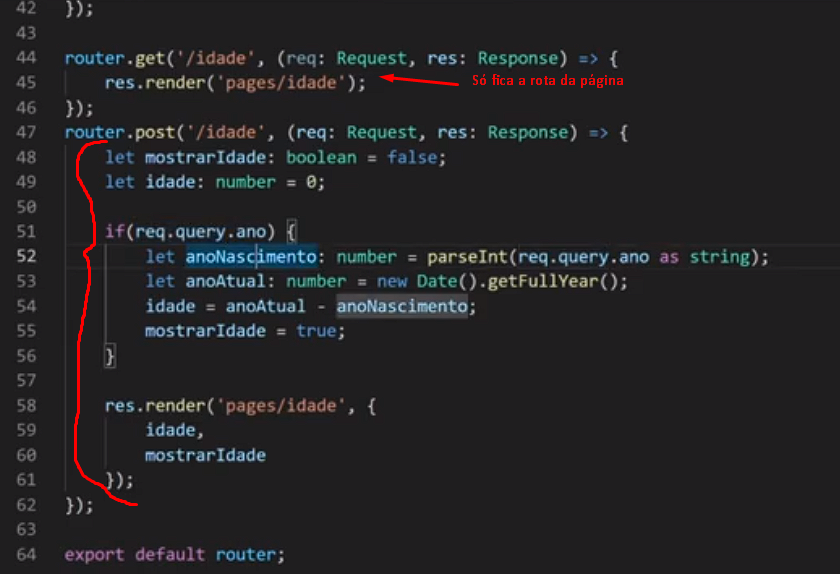 42 });
43
44 router.get('/idade', (req: Request, res: Response) => {
45 res.render('pages/idade'); Só fica a rota da página
46 });
47 router.post('/idade', (req: Request, res: Response) => {
48 let mostrarIdade: boolean = false;
49 let idade: number = 0;
50
51 if(req.query.ano) {
52 let anoNascimento: number = parseInt(req.query.ano as string);
53 let anoAtual: number = new Date().getFullYear();
54 idade = anoAtual - anoNascimento;
55 mostrarIdade = true;
56 }
57
58 res.render('pages/idade', {
59 idade,
60 mostrarIdade
61 });
62 });
63
64 export default router;